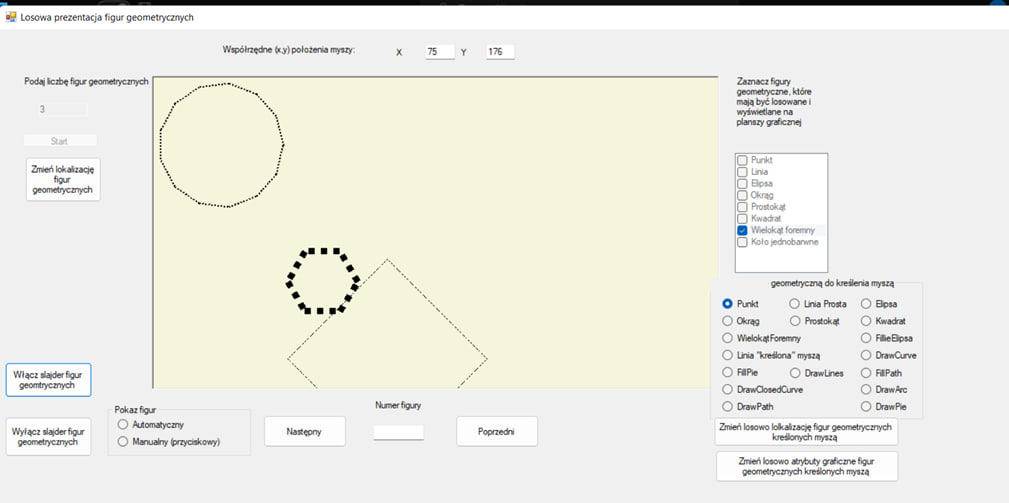 Losowa prezentacja figur geometrycznych
Współrzędne (x,y) położenia myszy:
X
75
Y
176
Podaj liczbę figur geometrycznych
3
Start
Zmień lokalizację
figur
geometrycznych
Zaznacz figury
geometryczne, które
mają być losowane i
wyświetlane na
planszy graficznej
Punkt
Linia
Elipsa
Okrąg
Prostokąt
Kwadrat
Wielokąt foremny
Koło jednobarwne
geometryczną do kreślenia myszą
Punkt
Linia Prosta
Elipsa
Okrąg
Prostokąt
Kwadrat
WielokątForemny
FillieElipsa
Linia "kreślona" myszą
DrawCurve
FillPie
DrawLines
FillPath
DrawClosedCurve
DrawArc
DrawPath
DrawPie
Włącz slajder figur
geomtrycznych
Wyłącz slajder figur
geometrycznych
Pokaz figur
Automatyczny
Manualny (przyciskowy)
Następny
Numer figury
Poprzedni
Zmień losowo lolkalizację figur geometrycznych
kreślonych myszą
Zmień losowo atrybuty graficzne figur
geometrycznych kreślonych myszą